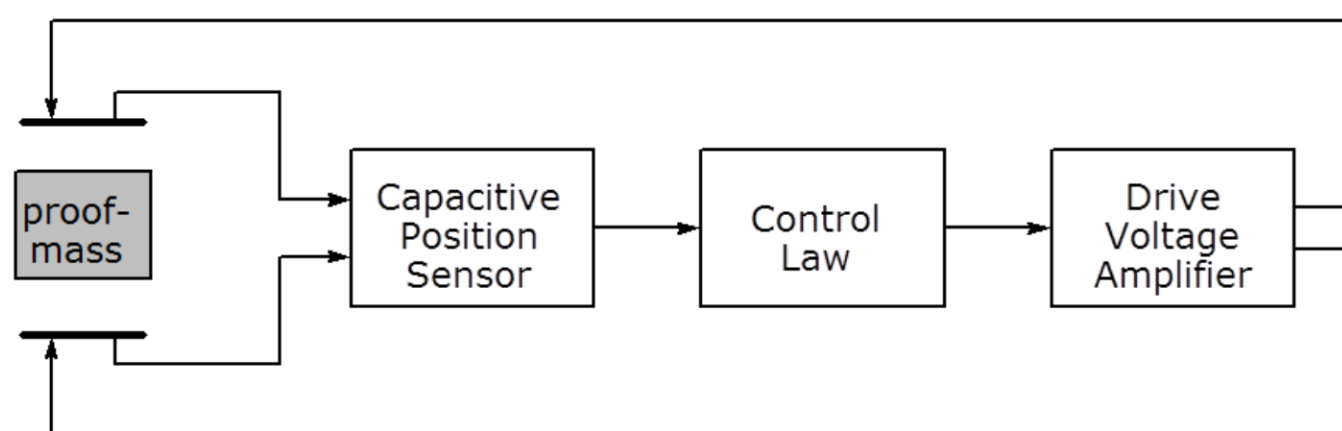 proof-
mass
Capacitive
Position
Sensor
Control
Law
Drive
Voltage
Amplifier